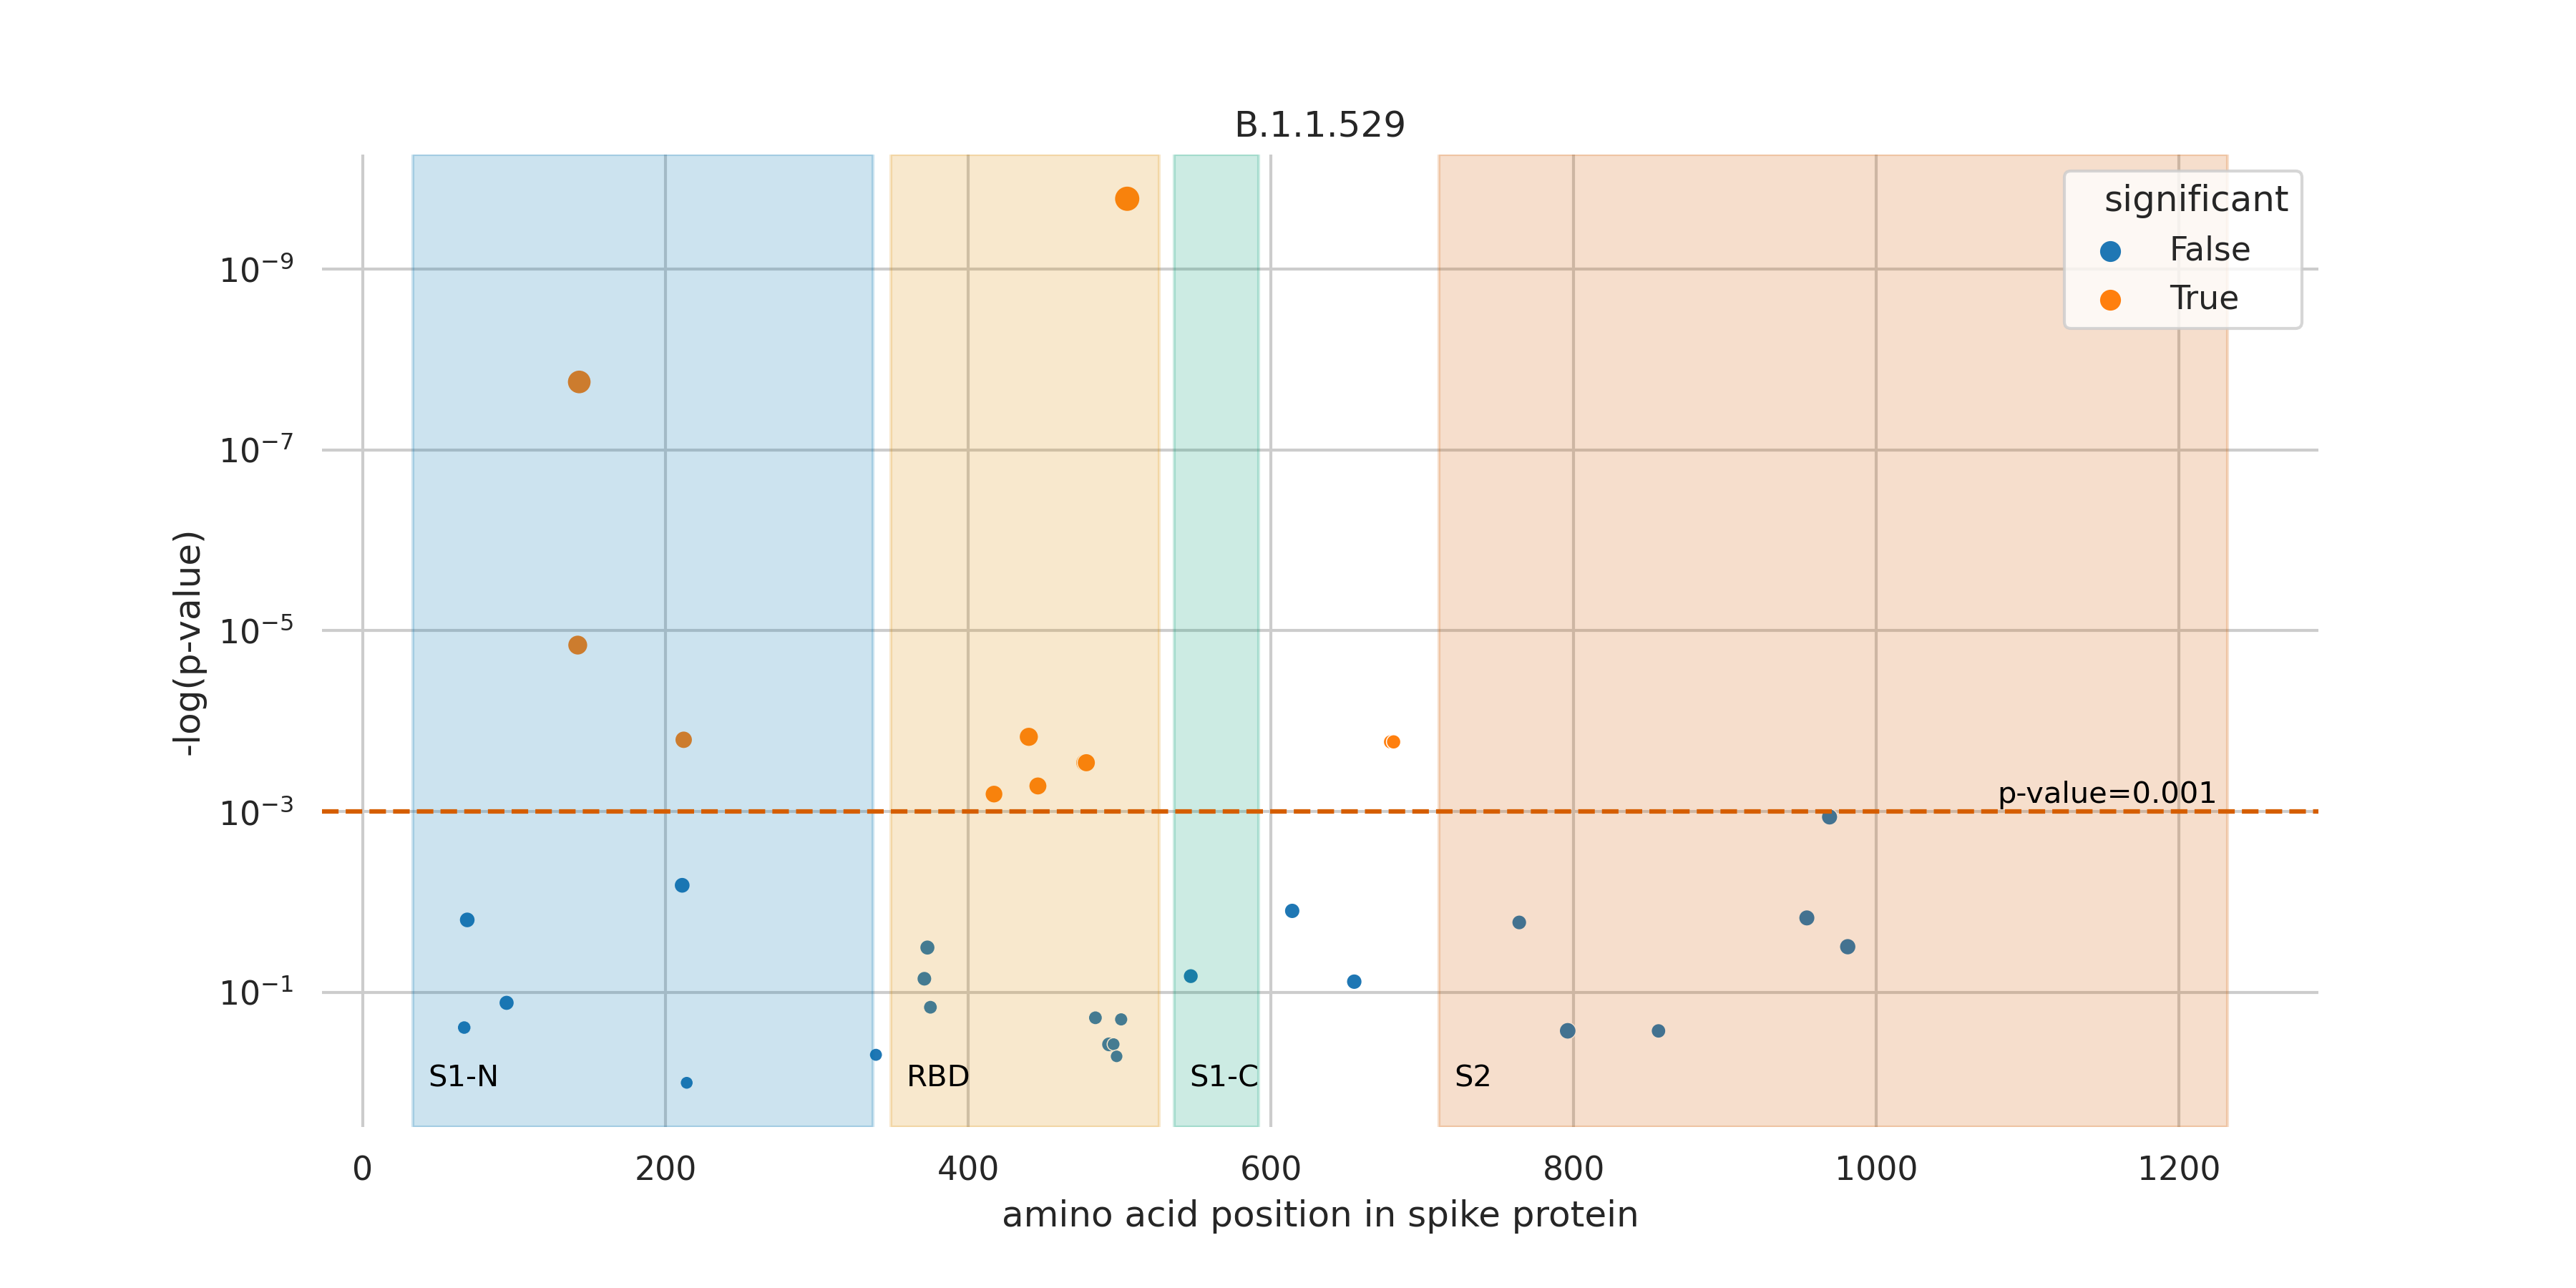 B.1.1.529
significant
False
True
10⁻⁹
10⁻⁷
10⁻⁵
10⁻³
10⁻¹
-log(p-value)
p-value=0.001
S1-N
RBD
S1-C
S2
0 200 400 600 800 1000 1200
amino acid position in spike protein